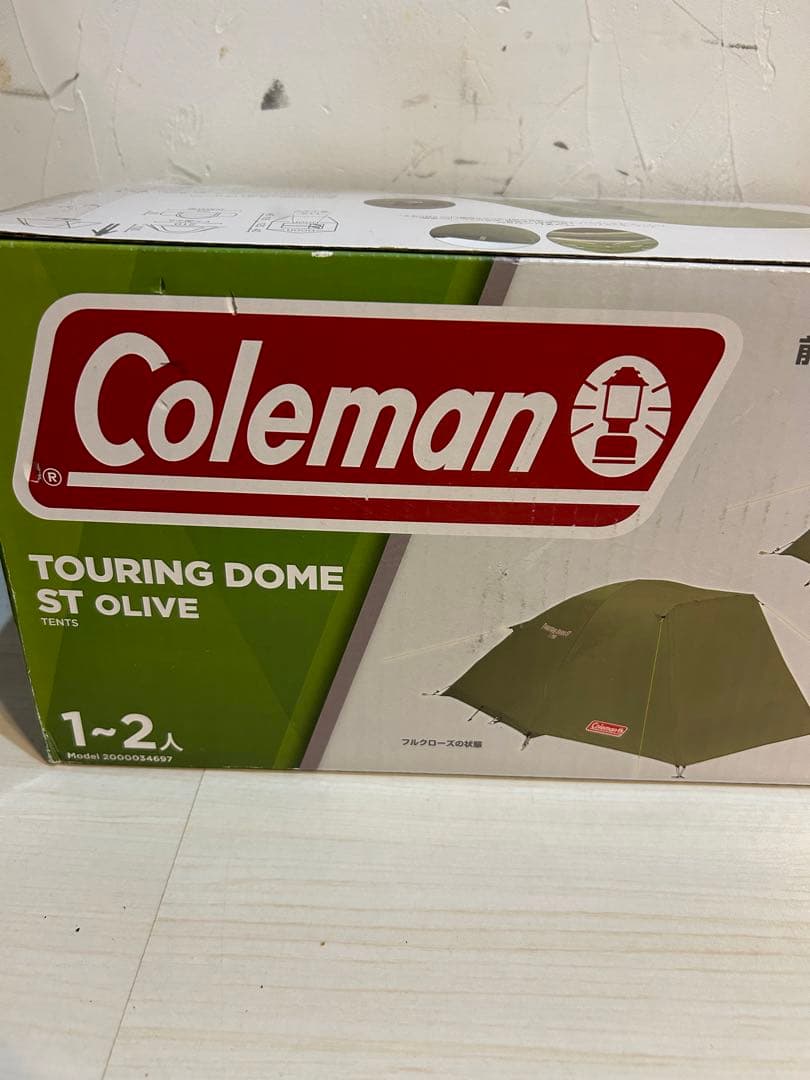 Coleman
®
TOURING DOME
ST OLIVE
TENTS
1~2人
Model 2000034697
フルクローズの状態
Coleman